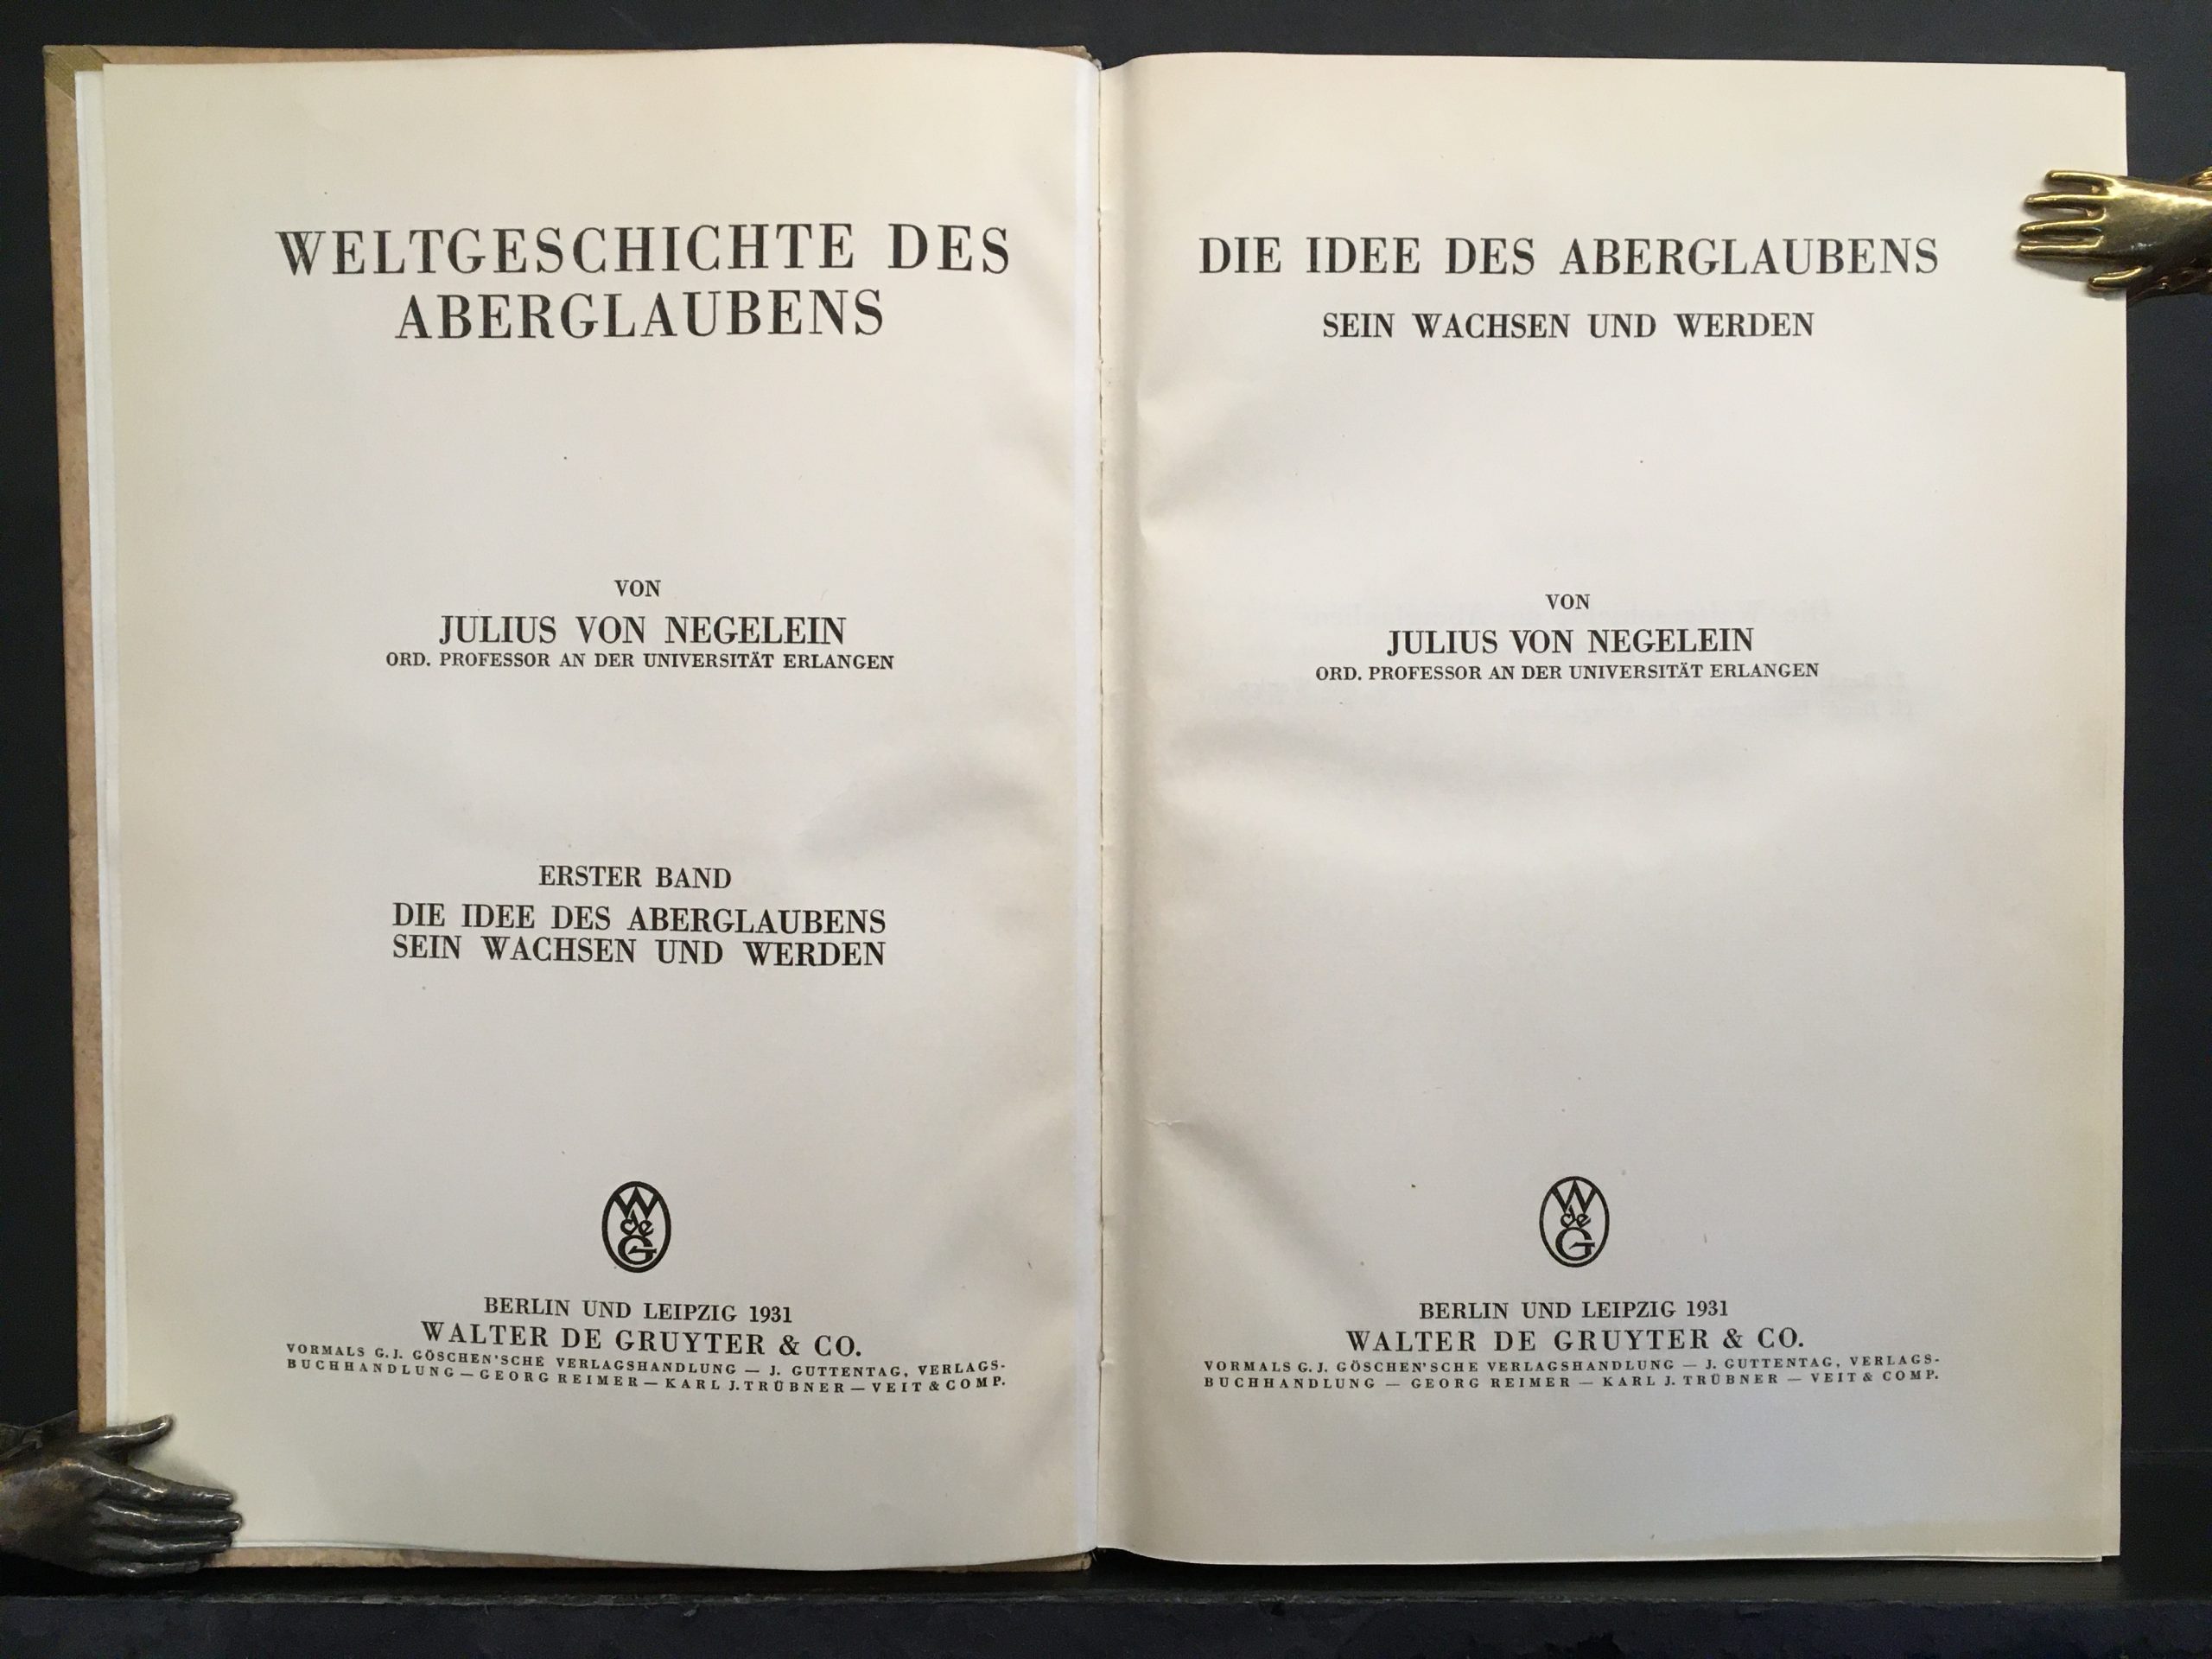 WELTGESCHICHTE DES
ABERGLAUBENS
VON
JULIUS VON NEGELEIN
ORD. PROFESSOR AN DER UNIVERSITÄT ERLANGEN
ERSTER BAND
DIE IDEE DES ABERGLAUBENS
SEIN WACHSEN UND WERDEN
W
de
G
BERLIN UND LEIPZIG 1931
WALTER DE GRUYTER & CO.
VORMALS G. J. GÖSCHEN'SCHE VERLAGSHANDLUNG — J. GUTTENTAG, VERLAGS-
BUCHHANDLUNG — GEORG REIMER — KARL J. TRÜBNER — VEIT & COMP.
DIE IDEE DES ABERGLAUBENS
SEIN WACHSEN UND WERDEN
VON
JULIUS VON NEGELEIN
ORD. PROFESSOR AN DER UNIVERSITÄT ERLANGEN
W
de
G
BERLIN UND LEIPZIG 1931
WALTER DE GRUYTER & CO.
VORMALS G. J. GÖSCHEN'SCHE VERLAGSHANDLUNG — J. GUTTENTAG, VERLAGS-
BUCHHANDLUNG — GEORG REIMER — KARL J. TRÜBNER — VEIT & COMP.